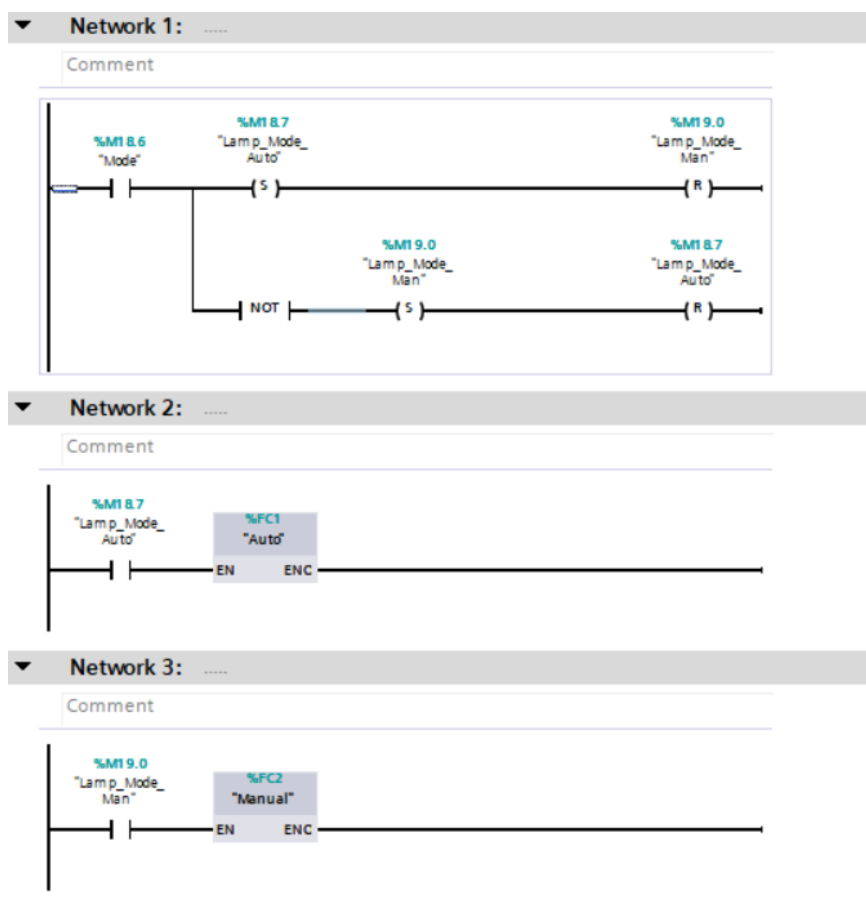 Network 1: .....
Comment
%M18.7
%M19.0
%M18.6
"Lamp_Mode_
"Lamp_Mode_
"Mode"
Auto"
Man"
( S )
( R )
%M19.0
%M18.7
"Lamp_Mode_
"Lamp_Mode_
Man"
Auto"
NOT
( S )
( R )
Network 2: .....
Comment
%M18.7
"Lamp_Mode_
Auto"
%FC1
"Auto"
EN
ENC
Network 3: .....
Comment
%M19.0
"Lamp_Mode_
Man"
%FC2
"Manual"
EN
ENC